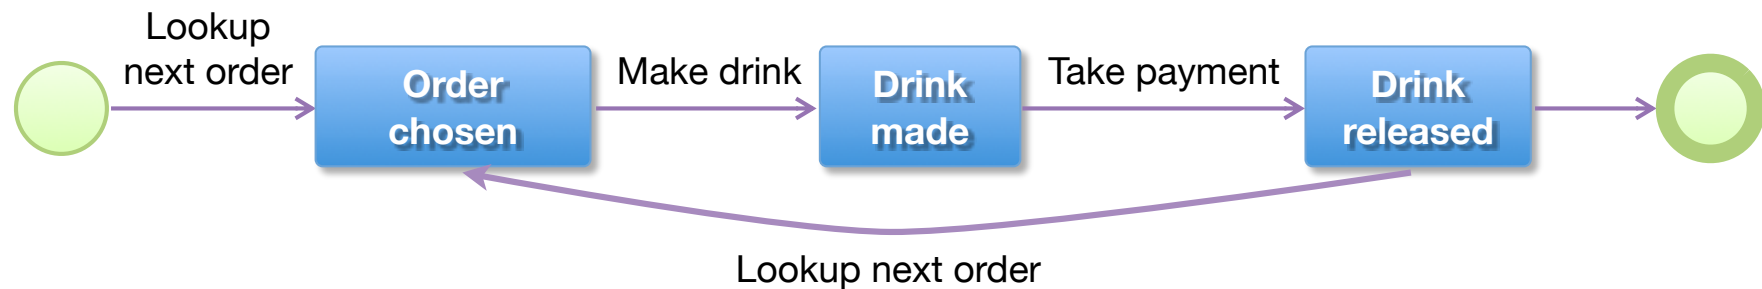 Lookup
next order
Order
chosen
Make drink
Drink
made
Take payment
Drink
released
Lookup next order